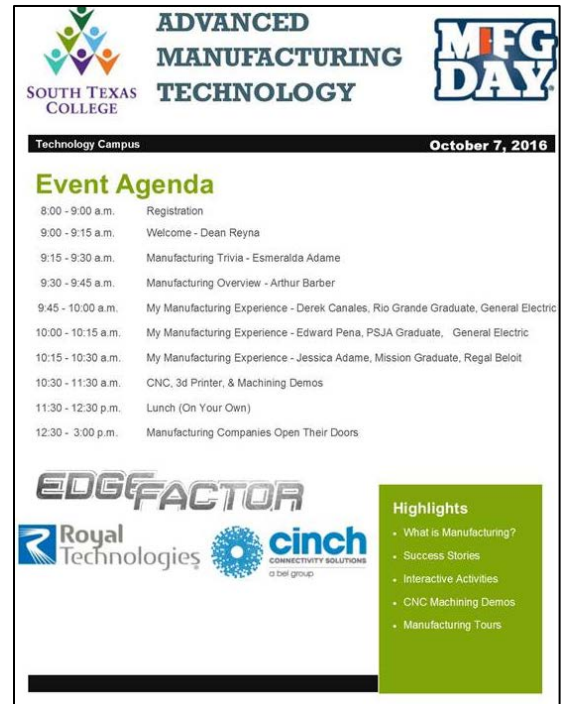 SOUTH TEXAS
COLLEGE
ADVANCED
MANUFACTURING
TECHNOLOGY
MFG
DAY
Technology Campus October 7, 2016
Event Agenda
8:00 - 9:00 a.m. Registration
9:00 - 9:15 a.m. Welcome - Dean Reyna
9:15 - 9:30 a.m. Manufacturing Trivia - Esmeralda Adame
9:30 - 9:45 a.m. Manufacturing Overview - Arthur Barber
9:45 - 10:00 a.m. My Manufacturing Experience - Derek Canales, Rio Grande Graduate, General Electric
10:00 - 10:15 a.m. My Manufacturing Experience - Edward Pena, PSJA Graduate, General Electric
10:15 - 10:30 a.m. My Manufacturing Experience - Jessica Adame, Mission Graduate, Regal Beloit
10:30 - 11:30 a.m. CNC, 3d Printer, & Machining Demos
11:30 - 12:30 p.m. Lunch (On Your Own)
12:30 - 3:00 p.m. Manufacturing Companies Open Their Doors
EDGE FACTOR
Royal
Technologies
cinch
CONNECTIVITY SOLUTIONS
a bel group
Highlights
• What is Manufacturing?
• Success Stories
• Interactive Activities
• CNC Machining Demos
• Manufacturing Tours